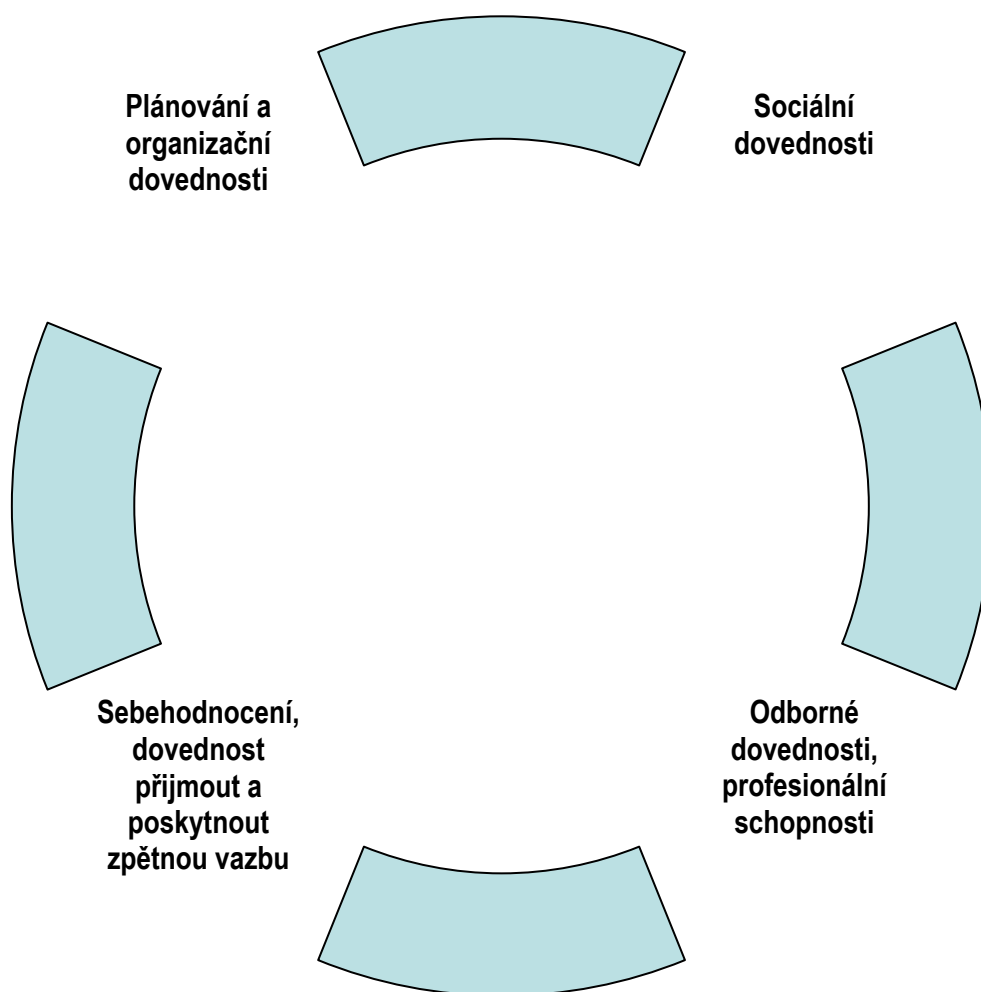 Plánování a
organizační
dovednosti
Sociální
dovednosti
Sebehodnocení,
dovednost
přijmout a
poskytnout
zpětnou vazbu
Odborné
dovednosti,
profesionální
schopnosti